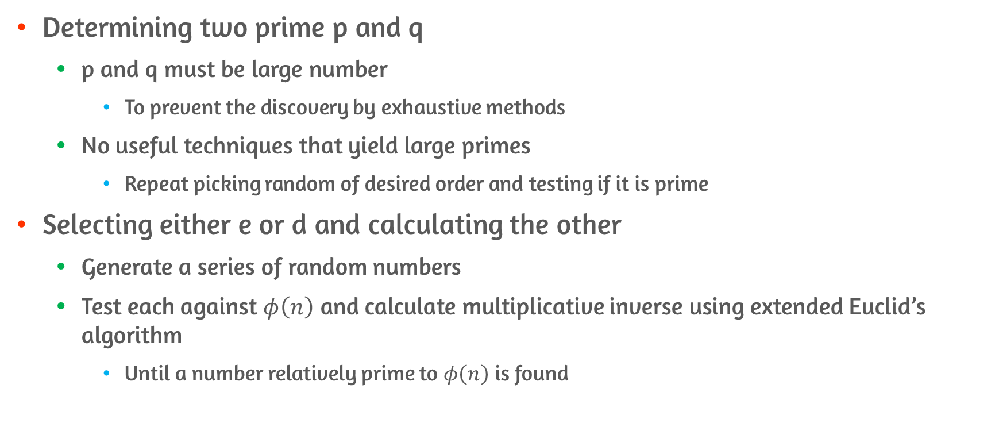 • Determining two prime p and q
• p and q must be large number
• To prevent the discovery by exhaustive methods
• No useful techniques that yield large primes
• Repeat picking random of desired order and testing if it is prime
• Selecting either e or d and calculating the other
• Generate a series of random numbers
• Test each against ϕ(n) and calculate multiplicative inverse using extended Euclid’s
algorithm
• Until a number relatively prime to ϕ(n) is found